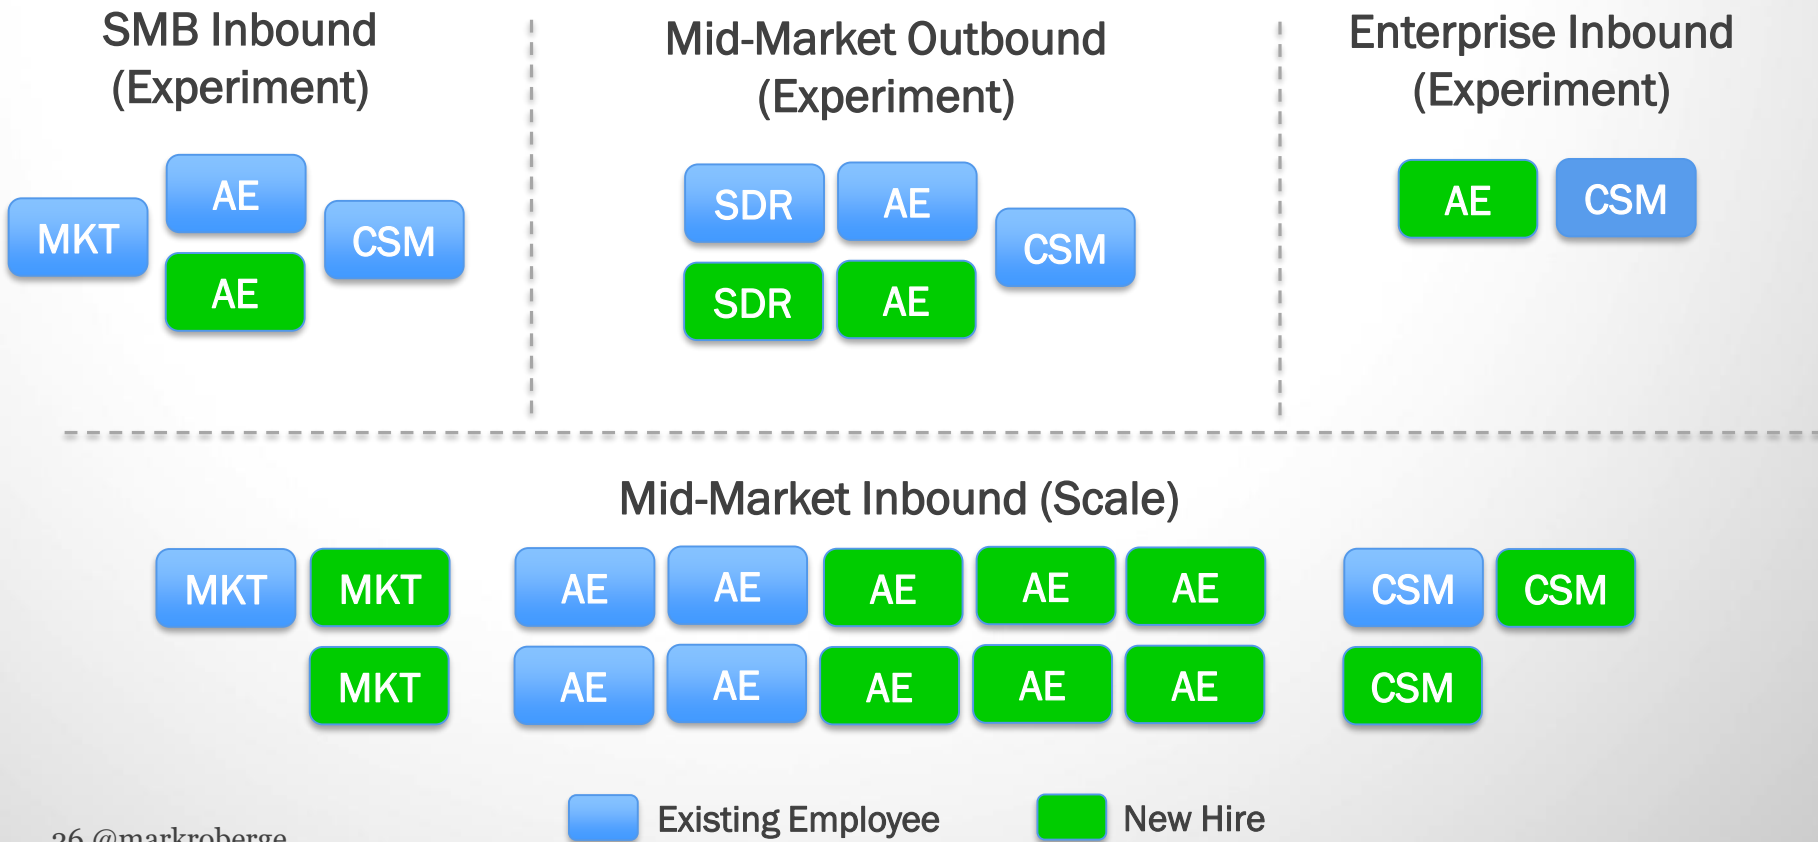 SMB Inbound
(Experiment)
Mid-Market Outbound
(Experiment)
Enterprise Inbound
(Experiment)
MKT
AE
AE
CSM
SDR
AE
SDR
AE
CSM
AE
CSM
Mid-Market Inbound (Scale)
MKT
MKT
MKT
AE
AE
AE
AE
AE
AE
AE
AE
AE
AE
CSM
CSM
CSM
Existing Employee
New Hire
26 @markroberge